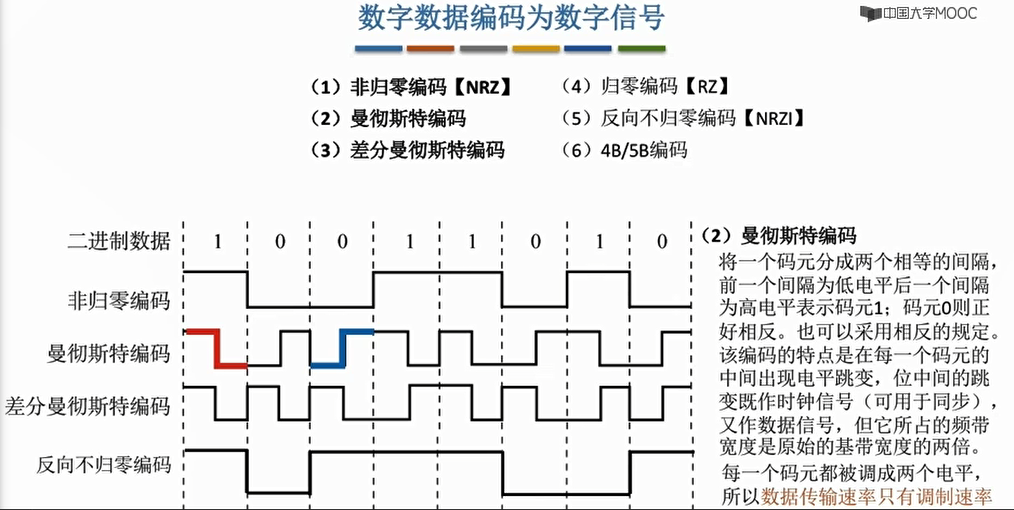 数字数据编码为数字信号
中国大学MOOC
（1）非归零编码【NRZ】
（4）归零编码【RZ】
（2）曼彻斯特编码
（5）反向不归零编码【NRZI】
（3）差分曼彻斯特编码
（6）4B/5B编码
二进制数据 1 0 0 1 1 0 1 0
非归零编码
曼彻斯特编码
差分曼彻斯特编码
反向不归零编码
（2）曼彻斯特编码
将一个码元分成两个相等的间隔，
前一个间隔为低电平后一个间隔
为高电平表示码元1；码元0则正
好相反。也可以采用相反的规定。
该编码的特点是在每一个码元的
中间出现电平跳变，位中间的跳
变既作时钟信号（可用于同步），
又作数据信号，但它所占的频带
宽度是原始的基带宽度的两倍。
每一个码元都被调成两个电平，
所以数据传输速率只有调制速率